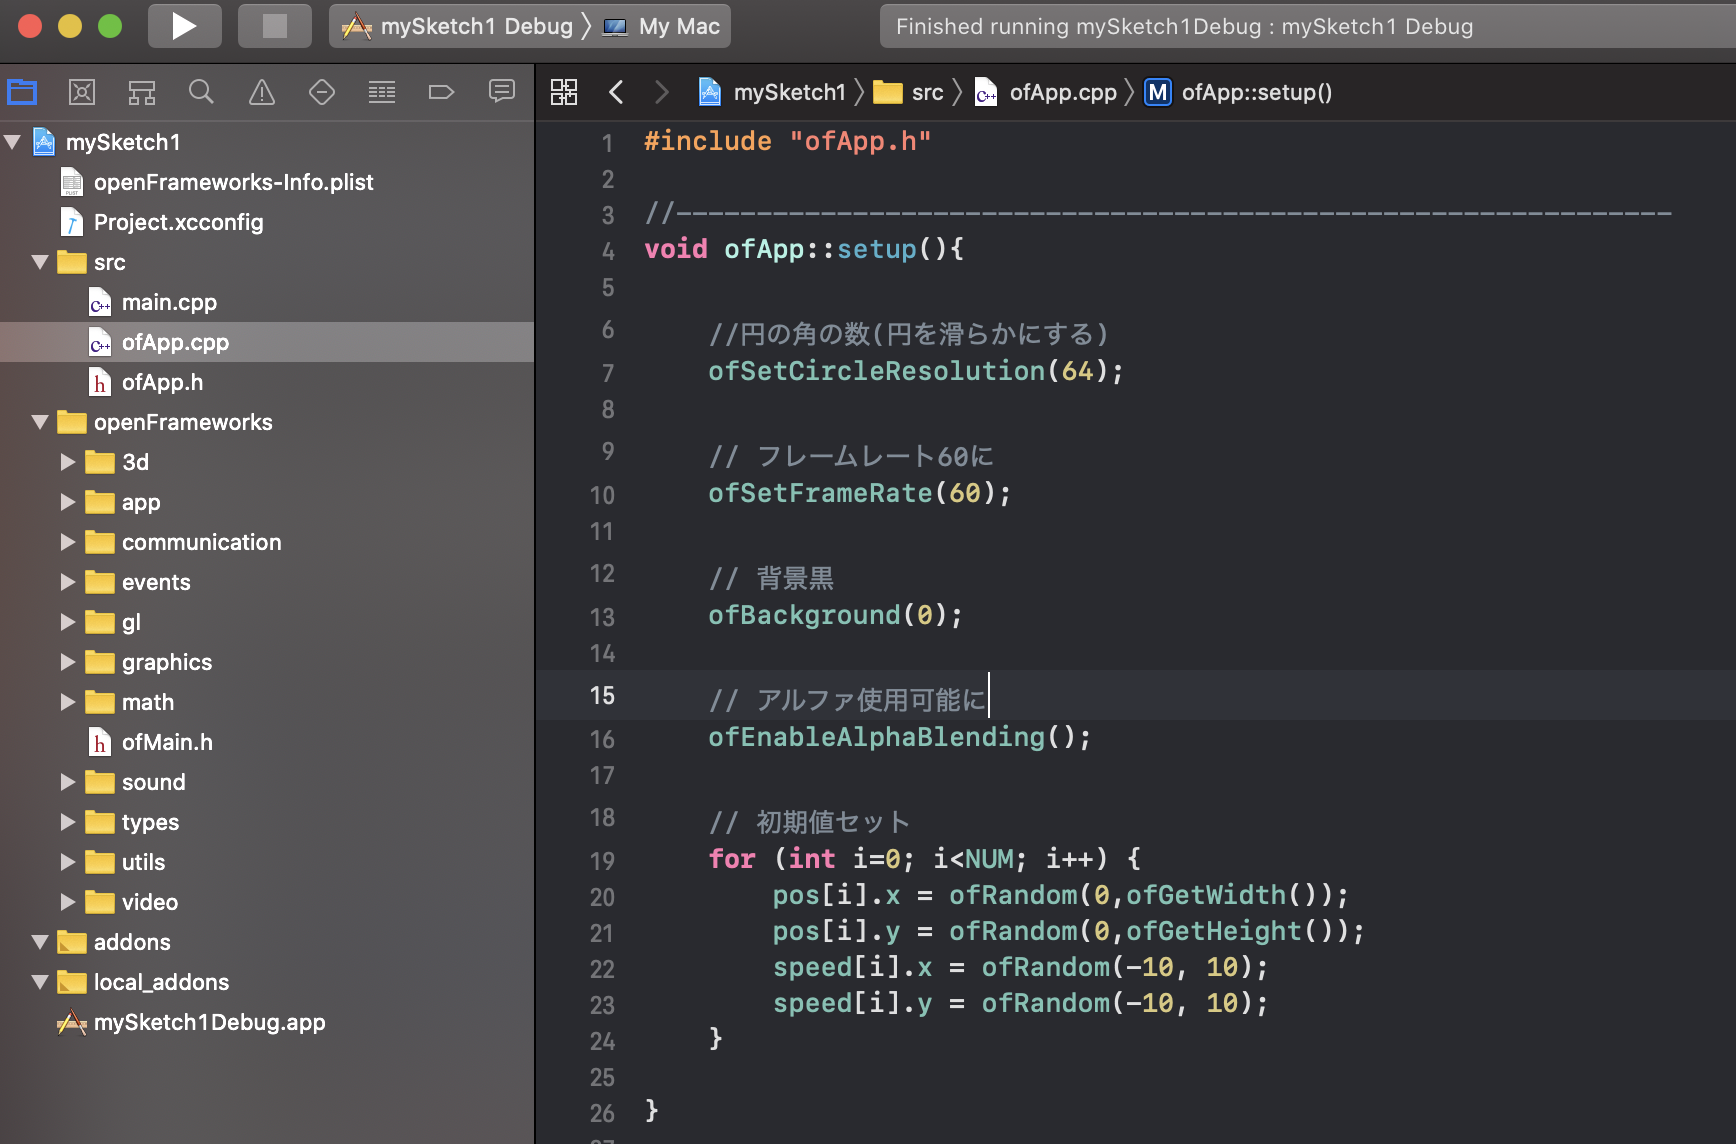 mySketch1 Debug 〉 My Mac
Finished running mySketch1Debug : mySketch1 Debug
mySketch1 〉 src 〉 ofApp.cpp 〉 M ofApp::setup()
mySketch1
openFrameworks-Info.plist
Project.xcconfig
src
main.cpp
ofApp.cpp
ofApp.h
openFrameworks
3d
app
communication
events
gl
graphics
math
ofMain.h
sound
types
utils
video
addons
local_addons
mySketch1Debug.app
1 #include "ofApp.h"
2
3 //--------------------------------------------------------------
4 void ofApp::setup(){
5
6 //円の角の数(円を滑らかにする)
7 ofSetCircleResolution(64);
8
9 // フレームレート60に
10 ofSetFrameRate(60);
11
12 // 背景黒
13 ofBackground(0);
14
15 // アルファ使用可能に
16 ofEnableAlphaBlending();
17
18 // 初期値セット
19 for (int i=0; i<NUM; i++) {
20 pos[i].x = ofRandom(0,ofGetWidth());
21 pos[i].y = ofRandom(0,ofGetHeight());
22 speed[i].x = ofRandom(-10, 10);
23 speed[i].y = ofRandom(-10, 10);
24 }
25
26 }